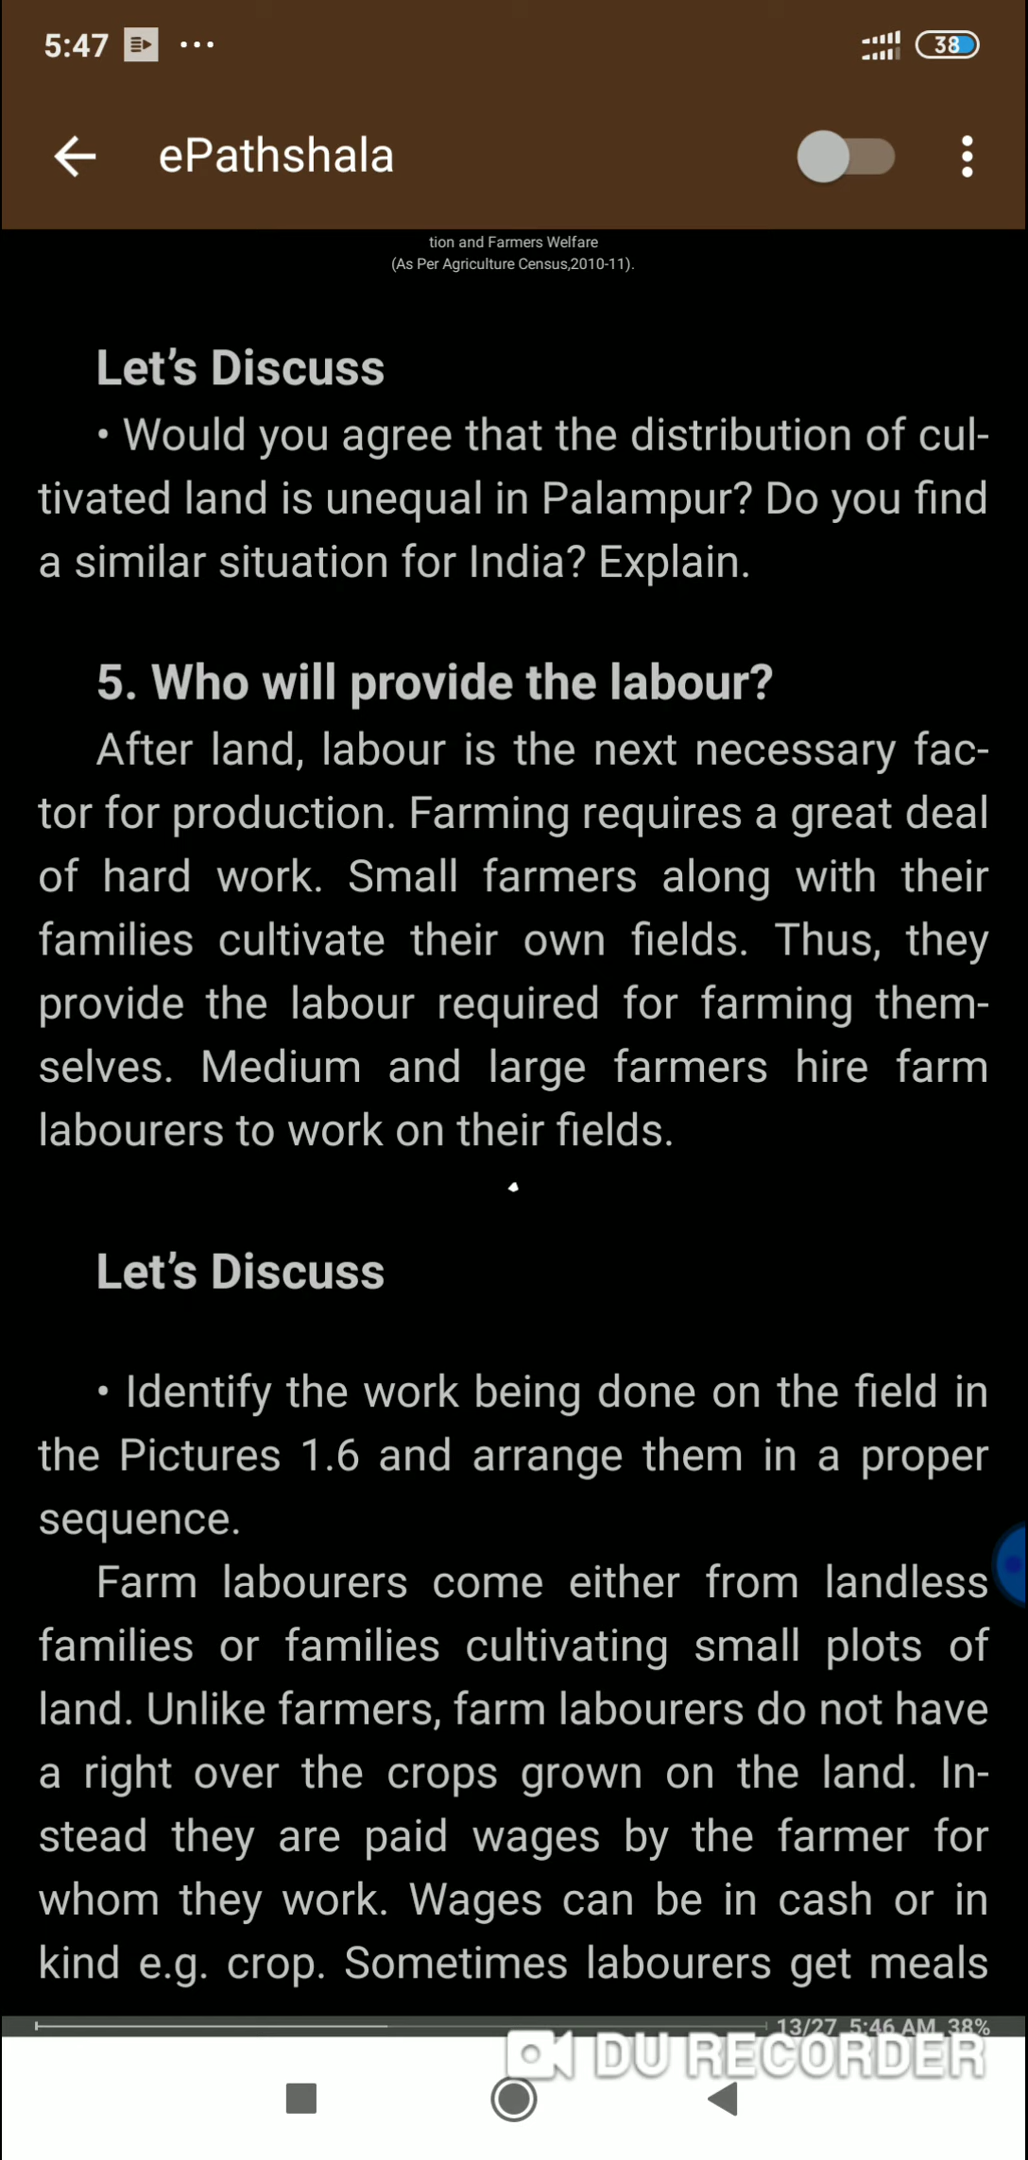 5:47
38
ePathshala
tion and Farmers Welfare
(As Per Agriculture Census,2010-11).
Let’s Discuss
• Would you agree that the distribution of cul-
tivated land is unequal in Palampur? Do you find
a similar situation for India? Explain.
5. Who will provide the labour?
After land, labour is the next necessary fac-
tor for production. Farming requires a great deal
of hard work. Small farmers along with their
families cultivate their own fields. Thus, they
provide the labour required for farming them-
selves. Medium and large farmers hire farm
labourers to work on their fields.
Let’s Discuss
• Identify the work being done on the field in
the Pictures 1.6 and arrange them in a proper
sequence.
Farm labourers come either from landless
families or families cultivating small plots of
land. Unlike farmers, farm labourers do not have
a right over the crops grown on the land. In-
stead they are paid wages by the farmer for
whom they work. Wages can be in cash or in
kind e.g. crop. Sometimes labourers get meals
13/27 5:46 AM 38%
DU RECORDER